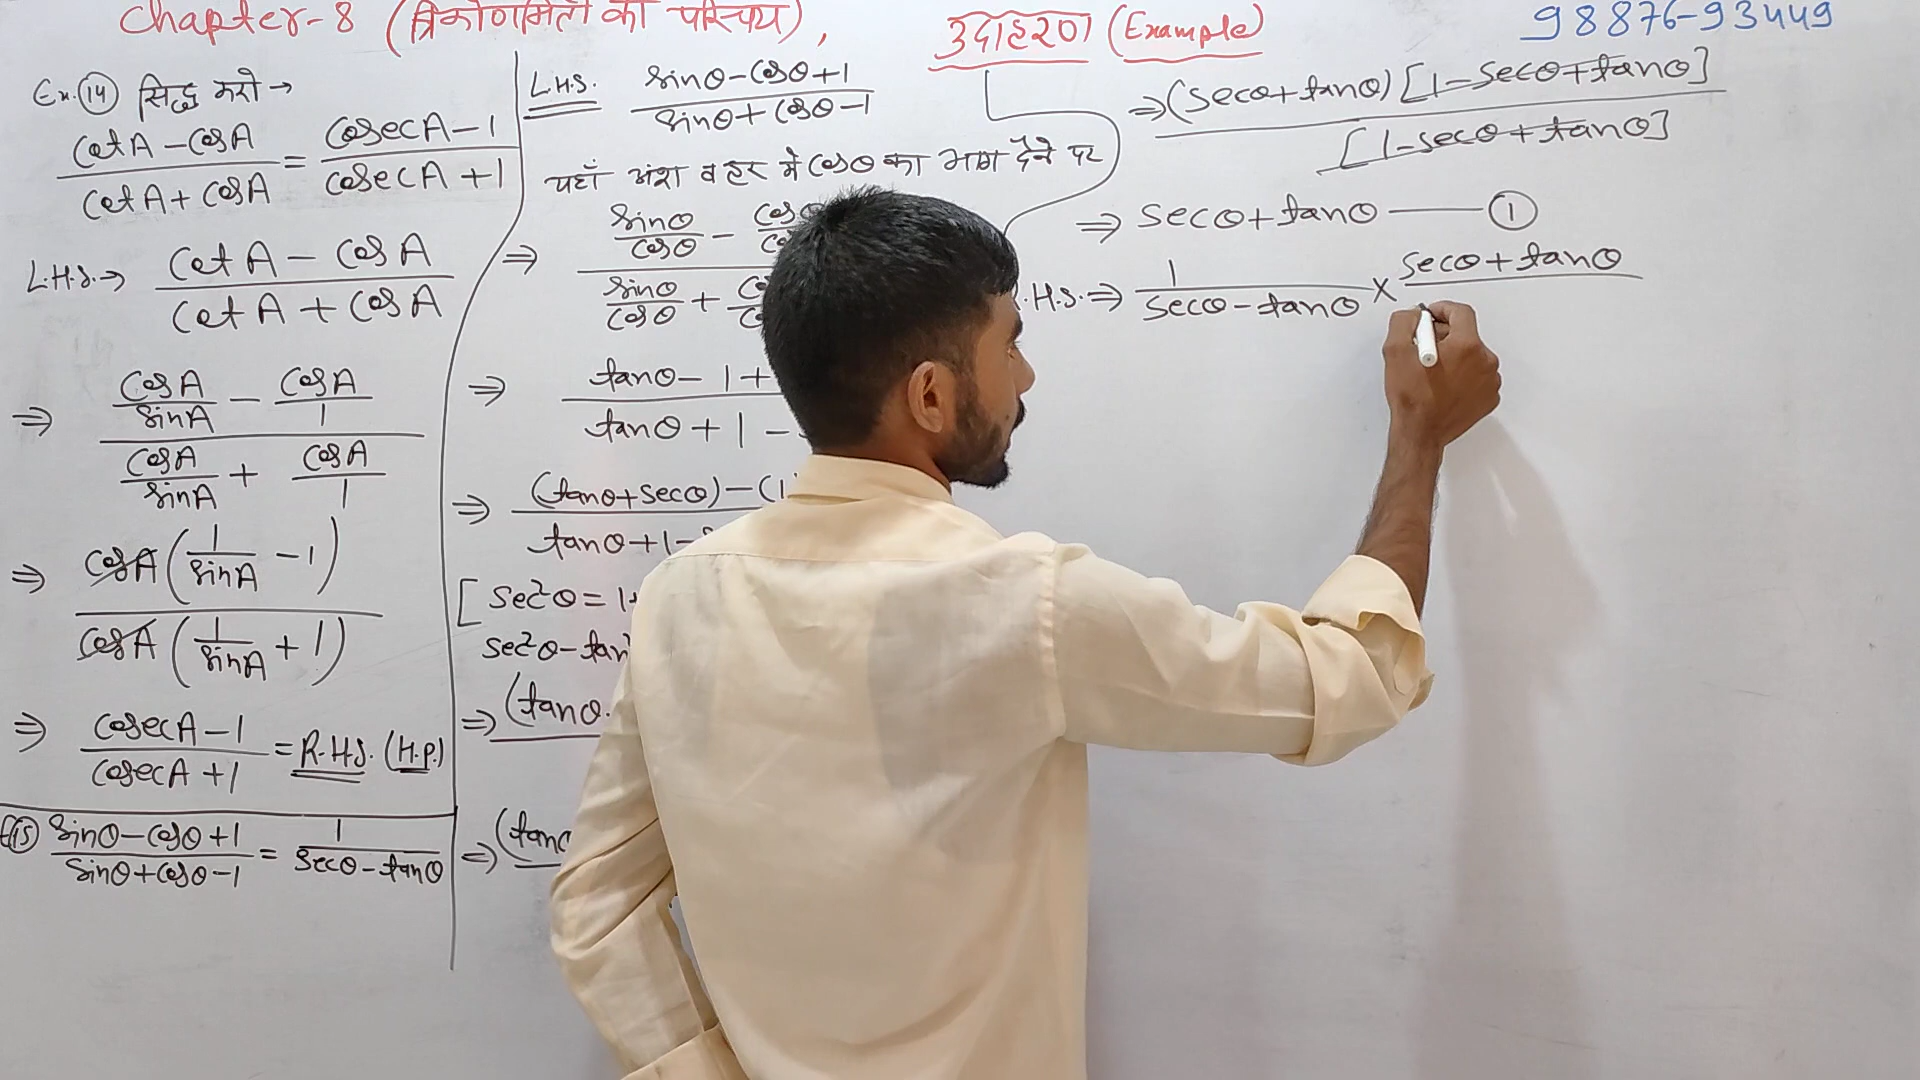 Chapter-8 (त्रिकोणमिती का परिचय), उदाहरण (Example)
98876-93449
Ex.(14) सिद्ध करो →
cotA - cosA / cotA + cosA = cosecA - 1 / cosecA + 1
L.H.S. → cotA - cosA / cotA + cosA
⇒ cosA/sinA - cosA/1
cosA/sinA + cosA/1
⇒ cosA (1/sinA - 1)
cosA (1/sinA + 1)
⇒ cosecA - 1 / cosecA + 1 = R.H.S. (H.P.)
(15) sinθ - cosθ + 1 / sinθ + cosθ - 1 = 1 / secθ - tanθ
L.H.S. sinθ - cosθ + 1 / sinθ + cosθ - 1
यहाँ अंश व हर में cosθ का भाग देने पर
⇒ sinθ/cosθ -
sinθ/cosθ +
⇒ tanθ - 1 +
tanθ + 1 -
⇒ (tanθ + secθ) - (1
tanθ + 1 -
[sec²θ = 1+
sec²θ - tan²
⇒ (tanθ
⇒ (tanθ
⇒ (secθ + tanθ) [1 - secθ + tanθ]
[1 - secθ + tanθ]
⇒ secθ + tanθ —— ①
.H.S. ⇒ 1 / secθ - tanθ × secθ + tanθ